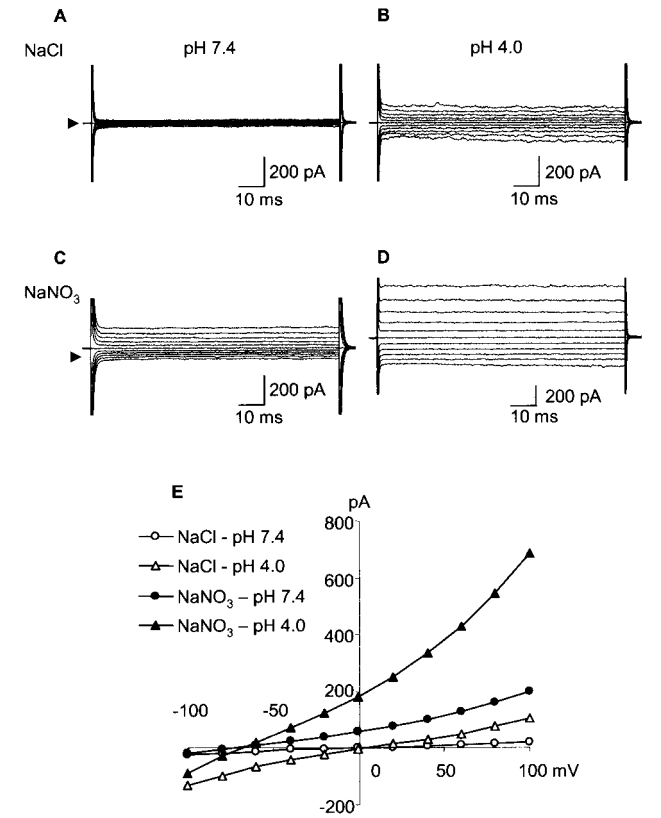 A
B
NaCl
pH 7.4
pH 4.0
200 pA
10 ms
200 pA
10 ms
C
D
NaNO3
200 pA
10 ms
200 pA
10 ms
E
pA
NaCl - pH 7.4
NaCl - pH 4.0
NaNO3 – pH 7.4
NaNO3 – pH 4.0
800
600
400
200
-100
-50
0
50
100 mV
-200